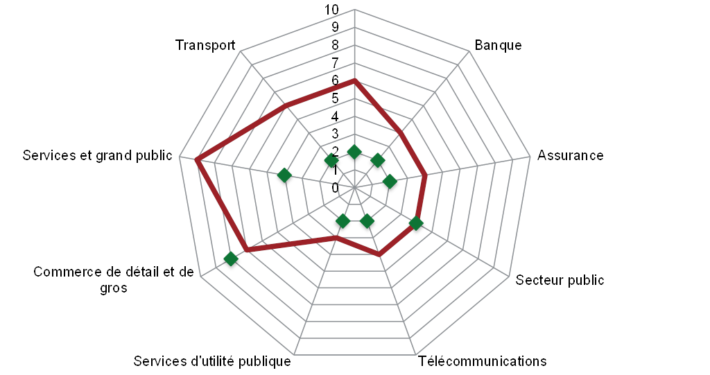 10
9
8
7
6
5
4
3
2
1
0
Transport
Banque
Services et grand public
Assurance
Commerce de détail et de
gros
Secteur public
Services d'utilité publique
Télécommunications